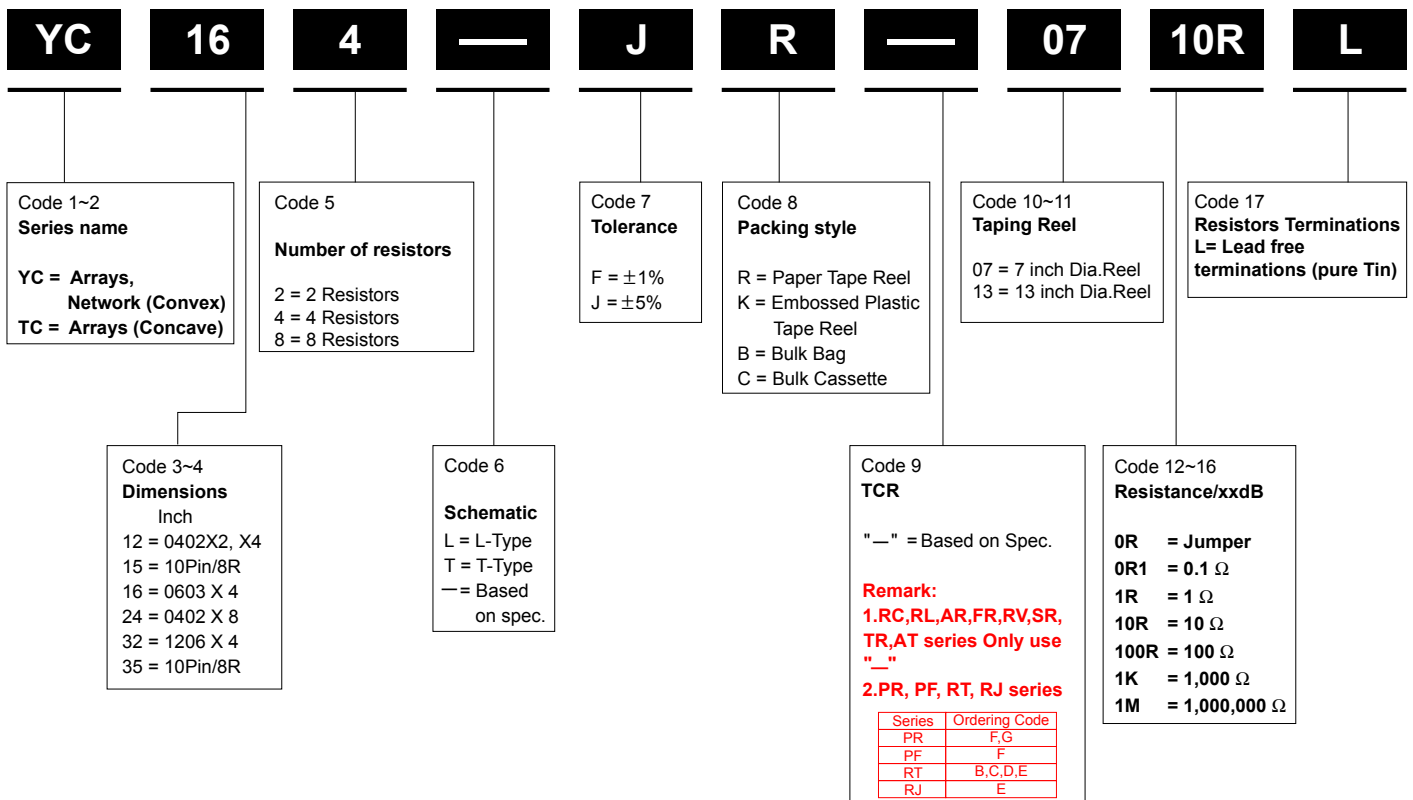 YC 16 4 — J R — 07 10R L
Code 1~2
Series name
YC = Arrays,
Network (Convex)
TC = Arrays (Concave)
Code 5
Number of resistors
2 = 2 Resistors
4 = 4 Resistors
8 = 8 Resistors
Code 7
Tolerance
F = ±1%
J = ±5%
Code 8
Packing style
R = Paper Tape Reel
K = Embossed Plastic
Tape Reel
B = Bulk Bag
C = Bulk Cassette
Code 10~11
Taping Reel
07 = 7 inch Dia.Reel
13 = 13 inch Dia.Reel
Code 17
Resistors Terminations
L= Lead free
terminations (pure Tin)
Code 3~4
Dimensions
Inch
12 = 0402X2, X4
15 = 10Pin/8R
16 = 0603 X 4
24 = 0402 X 8
32 = 1206 X 4
35 = 10Pin/8R
Code 6
Schematic
L = L-Type
T = T-Type
— = Based
on spec.
Code 9
TCR
"—" = Based on Spec.
Remark:
1.RC,RL,AR,FR,RV,SR,
TR,AT series Only use
"—"
2.PR, PF, RT, RJ series
Series Ordering Code
PR F,G
PF F
RT B,C,D,E
RJ E
Code 12~16
Resistance/xxdB
0R = Jumper
0R1 = 0.1 Ω
1R = 1 Ω
10R = 10 Ω
100R = 100 Ω
1K = 1,000 Ω
1M = 1,000,000 Ω